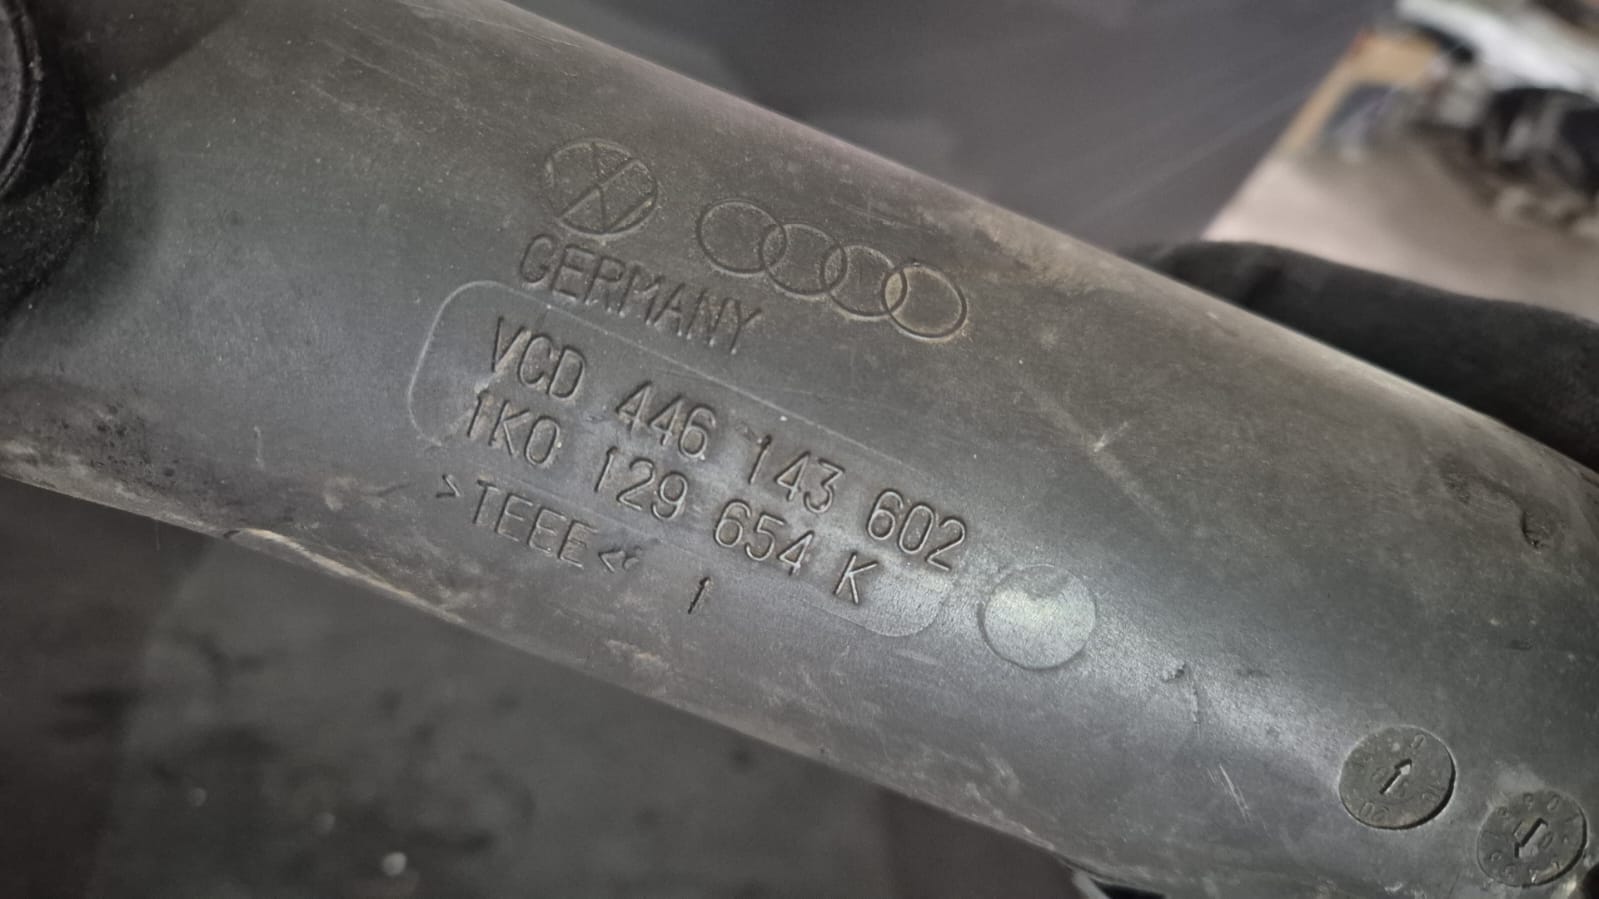 GERMANY
VCD 446 143 602
1K0 129 654 K
>TEEE<
1